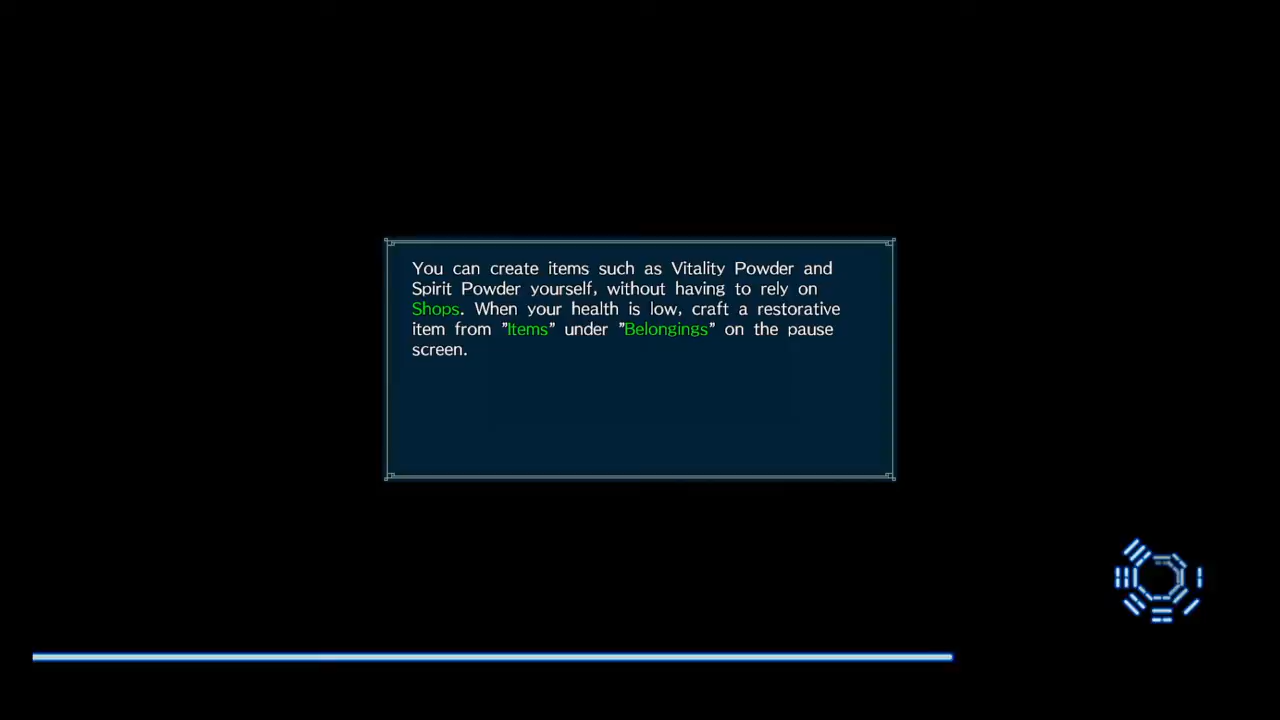 You can create items such as Vitality Powder and
Spirit Powder yourself, without having to rely on
Shops. When your health is low, craft a restorative
item from "Items" under "Belongings" on the pause
screen.